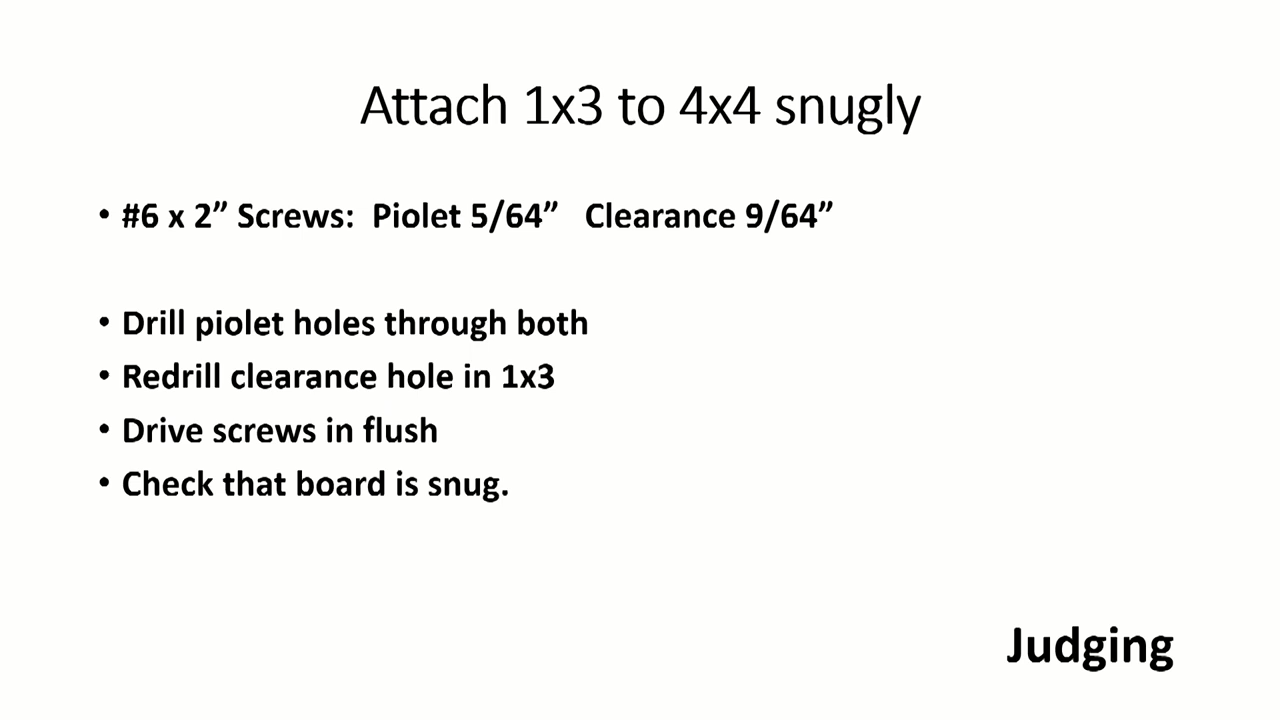 Attach 1x3 to 4x4 snugly
• #6 x 2” Screws:  Piolet 5/64”   Clearance 9/64”
• Drill piolet holes through both
• Redrill clearance hole in 1x3
• Drive screws in flush
• Check that board is snug.
Judging